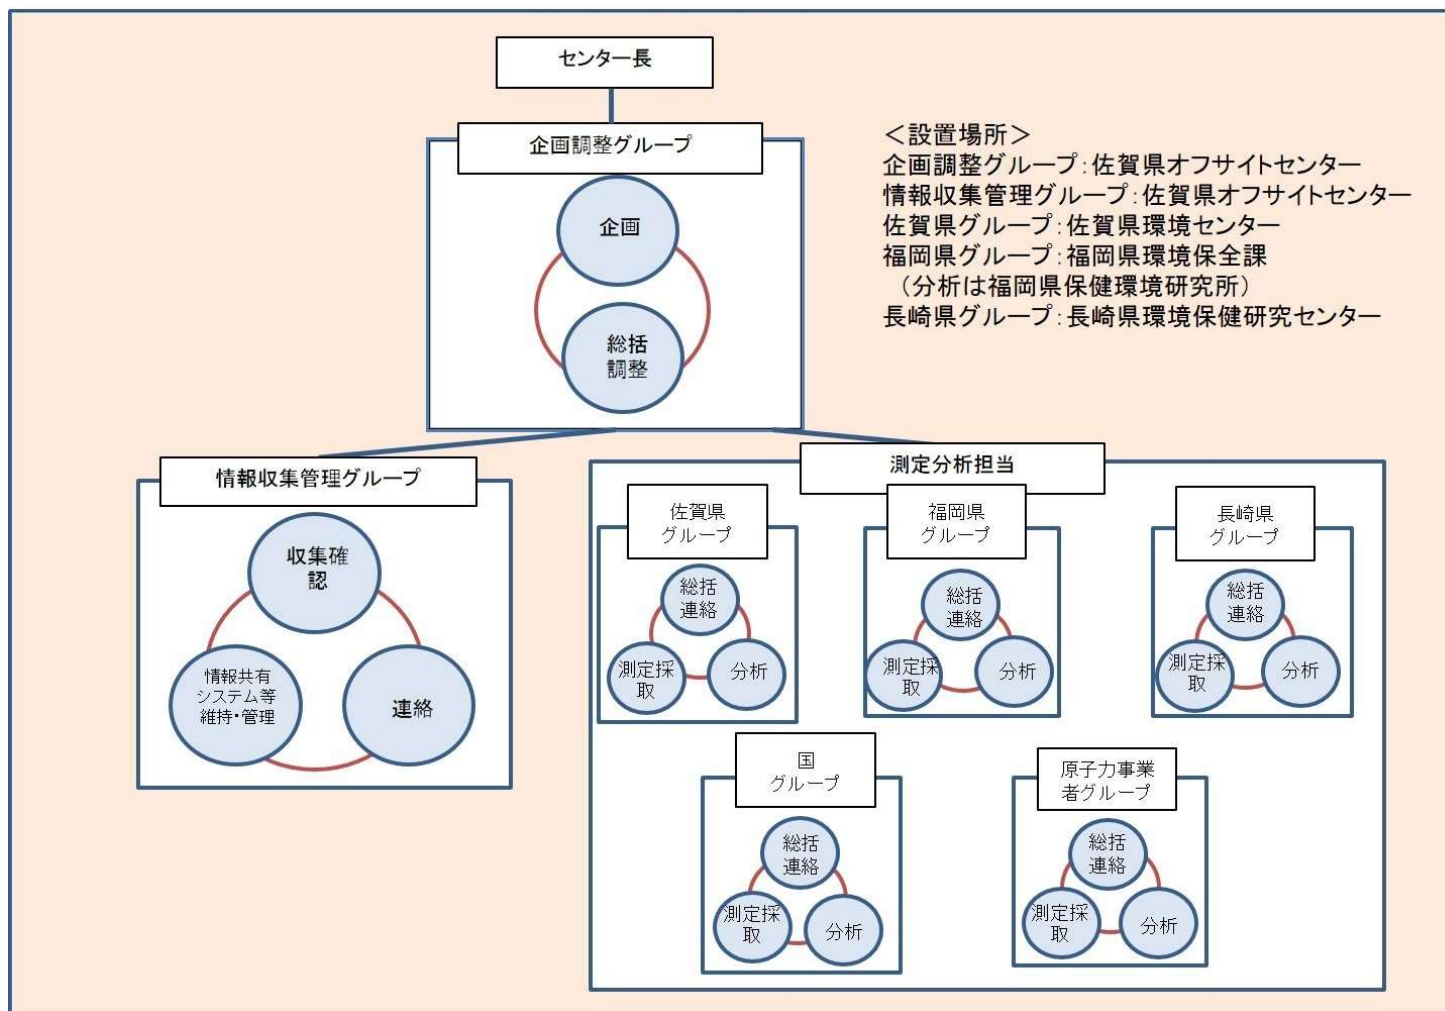 センター長
企画調整グループ
企画
総括
調整
＜設置場所＞
企画調整グループ：佐賀県オフサイトセンター
情報収集管理グループ：佐賀県オフサイトセンター
佐賀県グループ：佐賀県環境センター
福岡県グループ：福岡県環境保全課
（分析は福岡県保健環境研究所）
長崎県グループ：長崎県環境保健研究センター
情報収集管理グループ
収集確
認
情報共有
システム等
維持・管理
連絡
測定分析担当
佐賀県
グループ
総括
連絡
測定採
取
分析
福岡県
グループ
総括
連絡
測定採
取
分析
長崎県
グループ
総括
連絡
測定採
取
分析
国
グループ
総括
連絡
測定採
取
分析
原子力事業
者グループ
総括
連絡
測定採
取
分析